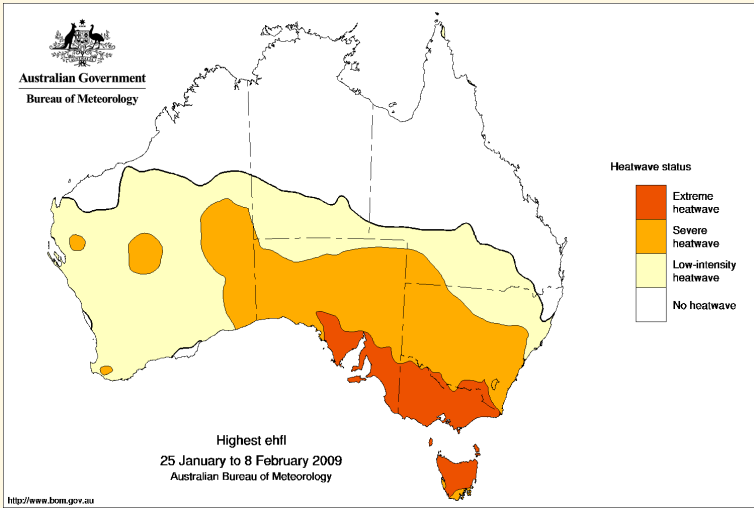 Australian Government
Bureau of Meteorology
Heatwave status
Extreme
heatwave
Severe
heatwave
Low-intensity
heatwave
No heatwave
Highest ehfl
25 January to 8 February 2009
Australian Bureau of Meteorology
http://www.bom.gov.au